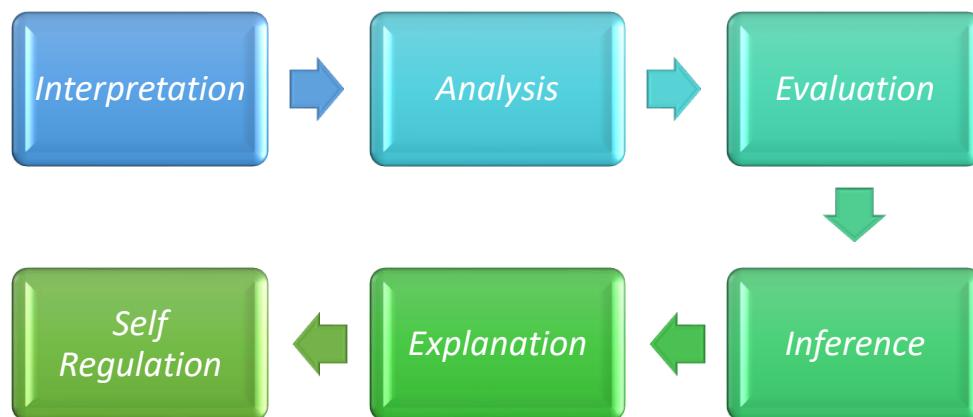 Interpretation
Analysis
Evaluation
Inference
Explanation
Self
Regulation